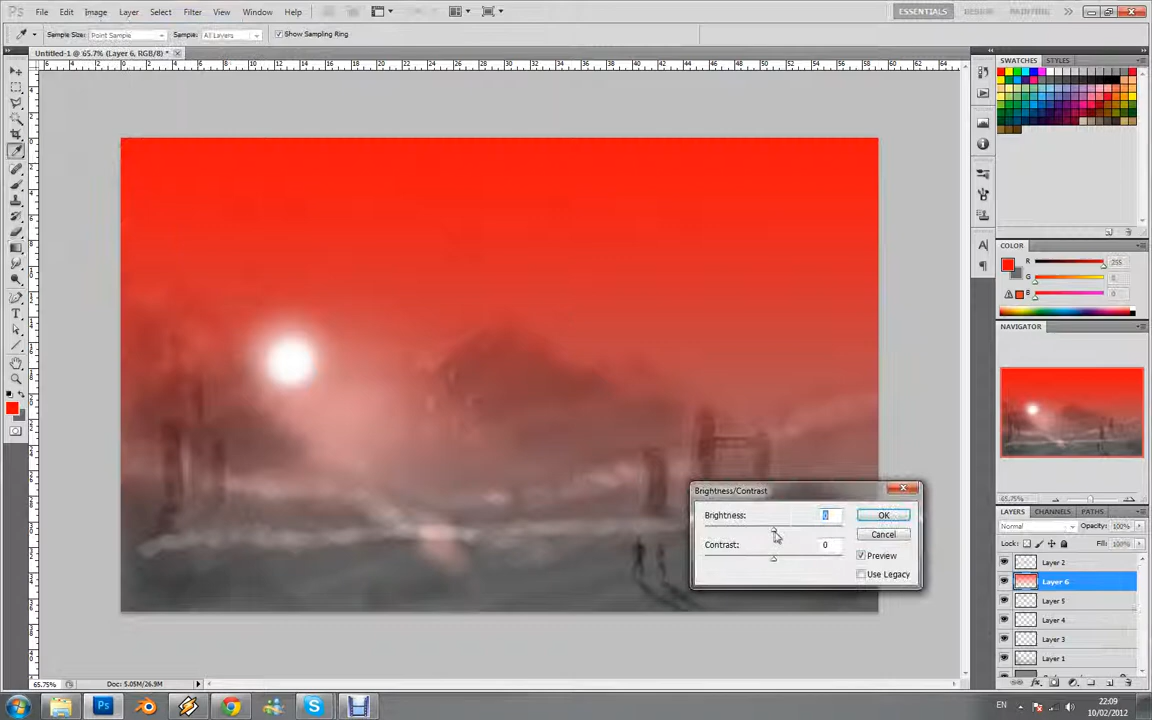 Ps File Edit Image Layer Select Filter View Window Help ESSENTIALS DESIGN PAINTING
Sample Size: Point Sample Sample: All Layers Show Sampling Ring
Untitled-1 @ 65.7% (Layer 6, RGB/8) *
SWATCHES STYLES
COLOR
R 255
G 0
B 0
NAVIGATOR
65.75%
Brightness/Contrast
Brightness: 0 OK
Cancel
Contrast: 0
Preview
Use Legacy
LAYERS CHANNELS PATHS
Normal Opacity: 100%
Lock: Fill: 100%
Layer 2
Layer 6
Layer 5
Layer 4
Layer 3
Layer 1
65.75% Doc: 5.05M/26.9M
EN 22:09
10/02/2012